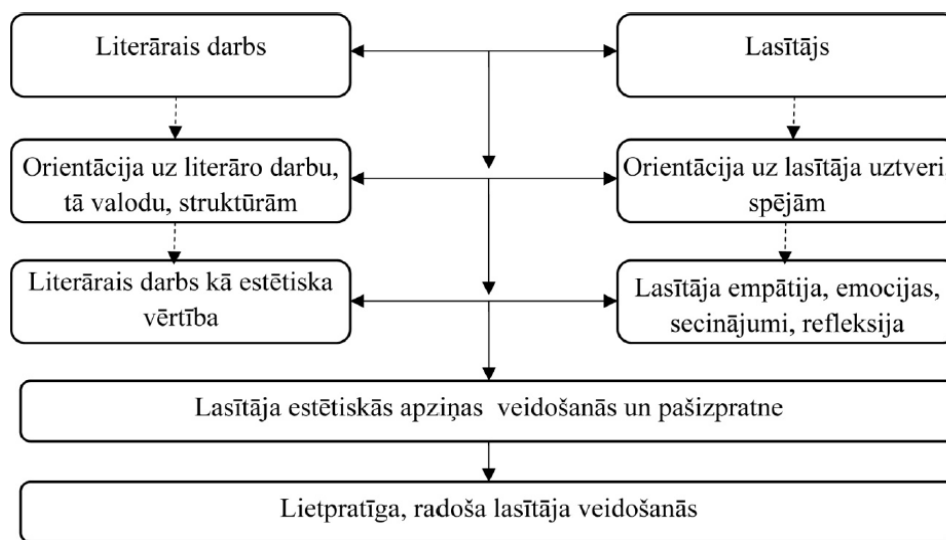 Literārais darbs
Lasītājs
Orientācija uz literāro darbu,
tā valodu, struktūrām
Orientācija uz lasītāja uztveri,
spējām
Literārais darbs kā estētiska
vērtība
Lasītāja empātija, emocijas,
secinājumi, refleksija
Lasītāja estētiskās apziņas veidošanās un pašizpratne
Lietpratīga, radoša lasītāja veidošanās